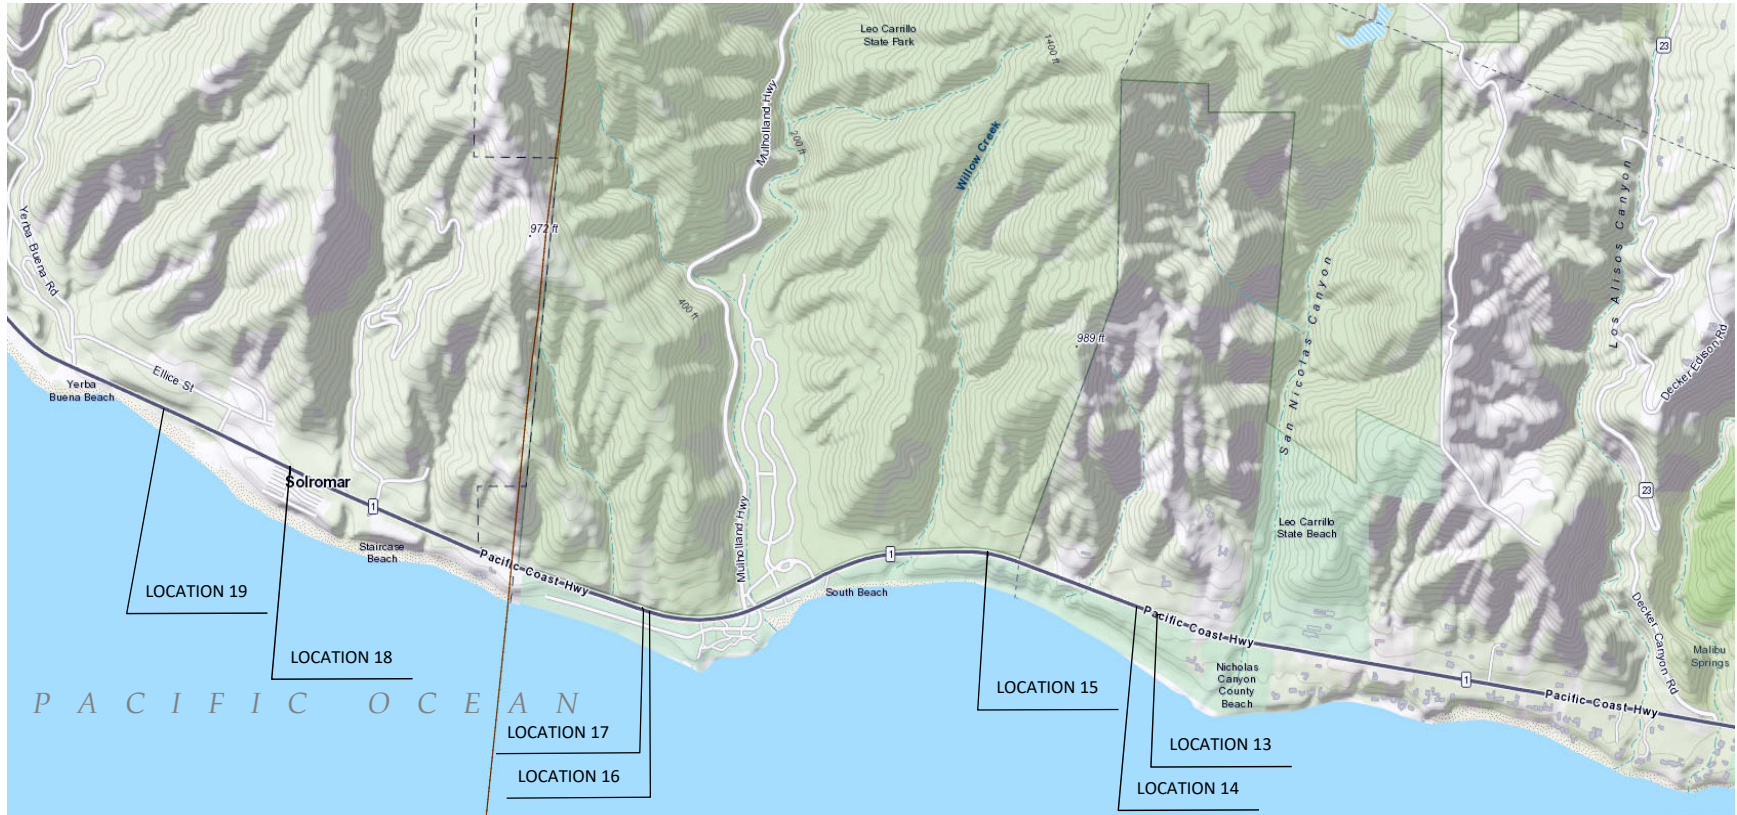 Leo Carrillo
State Park
1400 ft
23
Mulholland Hwy
200 ft
Willow Creek
Los Alisos Canyon
Yerba Buena Rd
972 ft
San Nicolas Canyon
400 ft
989 ft
Decker Edison Rd
Ellice St
Yerba
Buena Beach
Solromar
1
23
Staircase
Beach
Mulholland Hwy
Leo Carrillo
State Beach
1
Pacific Coast Hwy
South Beach
LOCATION 19
Pacific Coast Hwy
Decker Canyon Rd
LOCATION 18
Malibu
Springs
Nicholas
Canyon
County
Beach
1
LOCATION 15
Pacific Coast Hwy
PACIFIC OCEAN
LOCATION 17
LOCATION 13
LOCATION 16
LOCATION 14